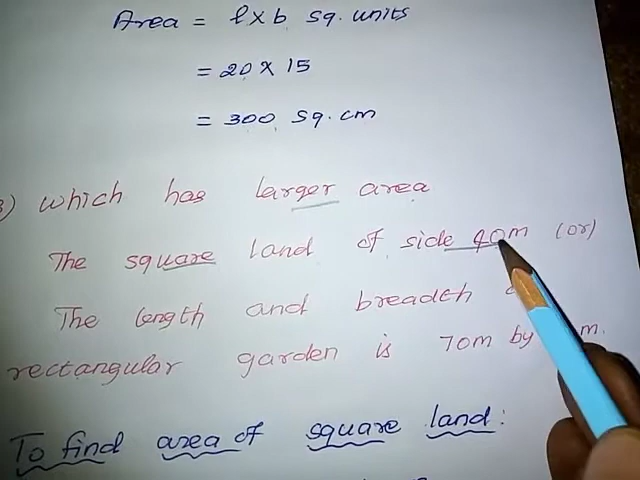 Area = l x b sq. units
= 20 x 15
= 300 sq. cm
3) which has larger area
The square land of side 40m (or)
The length and breadth
rectangular garden is 70m by m.
To find area of square land: